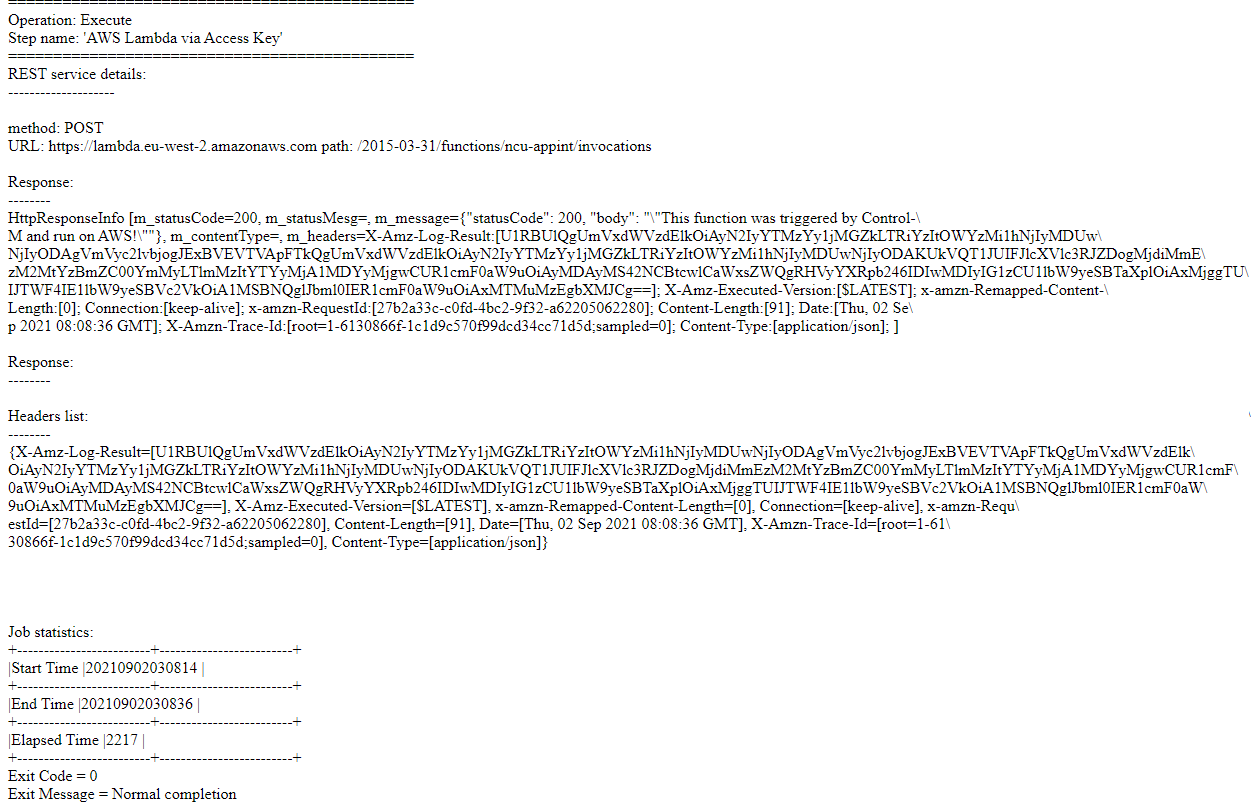 ==============================================
Operation: Execute
Step name: 'AWS Lambda via Access Key'
==============================================
REST service details:
--------------------
method: POST
URL: https://lambda.eu-west-2.amazonaws.com path: /2015-03-31/functions/ncu-appint/invocations
Response:
--------
HttpResponseInfo [m_statusCode=200, m_statusMesg=, m_message={"statusCode": 200, "body": "\"This function was triggered by Control-\
M and run on AWS!\""}, m_contentType=, m_headers=X-Amz-Log-Result:[U1RBUlQgUmVxdWVzdElkOiAyN2IyYTMzYy1jMGZkLTRiYzItOWYzMi1hNjIyMDUw\
NjIyODAgVmVyc2lvbjogJExBVEVTVApFTkQgUmVxdWVzdElkOiAyN2IyYTMzYy1jMGZkLTRiYzItOWYzMi1hNjIyMDUwNjIyODAKUkVQT1JUIFJlcXVlc3RJZDogMjdiMmE\
zM2MtYzBmZC00YmMyLTlmMzItYTYyMjA1MDYyMjgwCUR1cmF0aW9uOiAyMDAyMS42NCBtcwlCaWxsZWQgRHVyYXRpb246IDIwMDIyIG1zCU1lbW9yeSBTaXplOiAxMjggTU\
IJTWF4IE1lbW9yeSBVc2VkOiA1MSBNQglJbml0IER1cmF0aW9uOiAxMTMuMzEgbXMJCg==]; X-Amz-Executed-Version:[$LATEST]; x-amzn-Remapped-Content-\
Length:[0]; Connection:[keep-alive]; x-amzn-RequestId:[27b2a33c-c0fd-4bc2-9f32-a62205062280]; Content-Length:[91]; Date:[Thu, 02 Se\
p 2021 08:08:36 GMT]; X-Amzn-Trace-Id:[root=1-6130866f-1c1d9c570f99dcd34cc71d5d;sampled=0]; Content-Type:[application/json]; ]
Response:
--------
Headers list:
--------
{X-Amz-Log-Result=[U1RBUlQgUmVxdWVzdElkOiAyN2IyYTMzYy1jMGZkLTRiYzItOWYzMi1hNjIyMDUwNjIyODAgVmVyc2lvbjogJExBVEVTVApFTkQgUmVxdWVzdElk\
OiAyN2IyYTMzYy1jMGZkLTRiYzItOWYzMi1hNjIyMDUwNjIyODAKUkVQT1JUIFJlcXVlc3RJZDogMjdiMmEzM2MtYzBmZC00YmMyLTlmMzItYTYyMjA1MDYyMjgwCUR1cmF\
0aW9uOiAyMDAyMS42NCBtcwlCaWxsZWQgRHVyYXRpb246IDIwMDIyIG1zCU1lbW9yeSBTaXplOiAxMjggTUIJTWF4IE1lbW9yeSBVc2VkOiA1MSBNQglJbml0IER1cmF0aW\
9uOiAxMTMuMzEgbXMJCg==], X-Amz-Executed-Version=[$LATEST], x-amzn-Remapped-Content-Length=[0], Connection=[keep-alive], x-amzn-Requ\
estId=[27b2a33c-c0fd-4bc2-9f32-a62205062280], Content-Length=[91], Date=[Thu, 02 Sep 2021 08:08:36 GMT], X-Amzn-Trace-Id=[root=1-61\
30866f-1c1d9c570f99dcd34cc71d5d;sampled=0], Content-Type=[application/json]}
Job statistics:
+-------------------------+-------------------------+
|Start Time |20210902030814 |
+-------------------------+-------------------------+
|End Time |20210902030836 |
+-------------------------+-------------------------+
|Elapsed Time |2217 |
+-------------------------+-------------------------+
Exit Code = 0
Exit Message = Normal completion